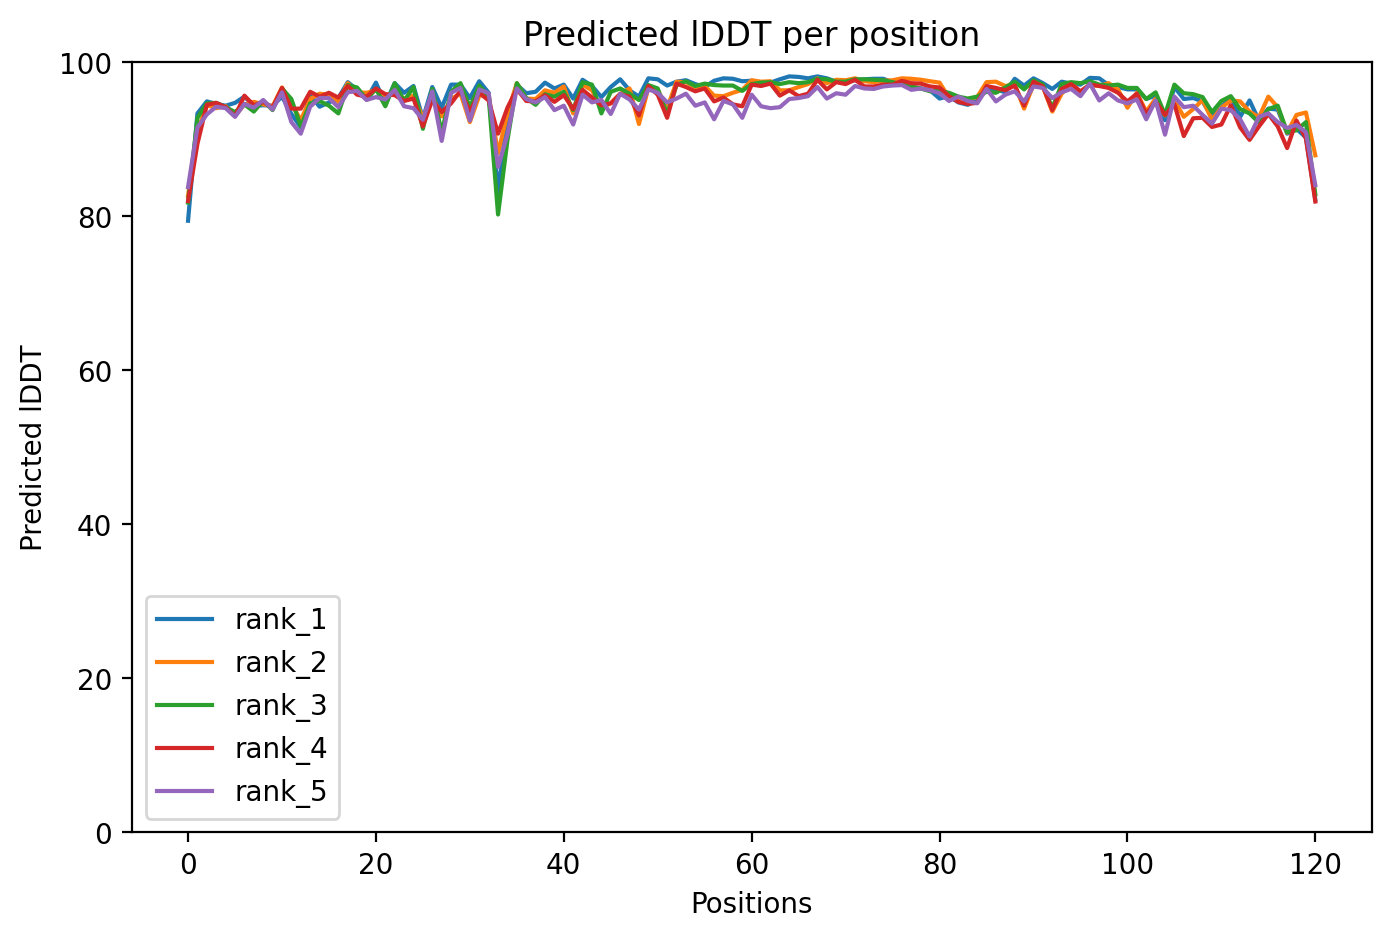 Predicted lDDT per position
100
80
60
40
20
0
Predicted lDDT
rank_1
rank_2
rank_3
rank_4
rank_5
0 20 40 60 80 100 120
Positions